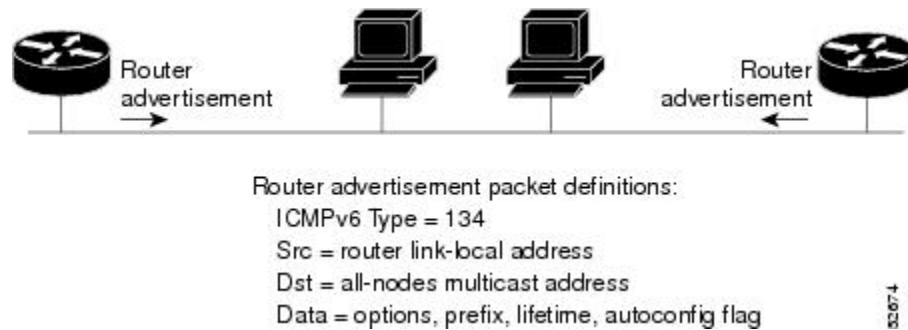 Router
advertisement
Router
advertisement
Router advertisement packet definitions:
ICMPv6 Type = 134
Src = router link-local address
Dst = all-nodes multicast address
Data = options, prefix, lifetime, autoconfig flag
52674